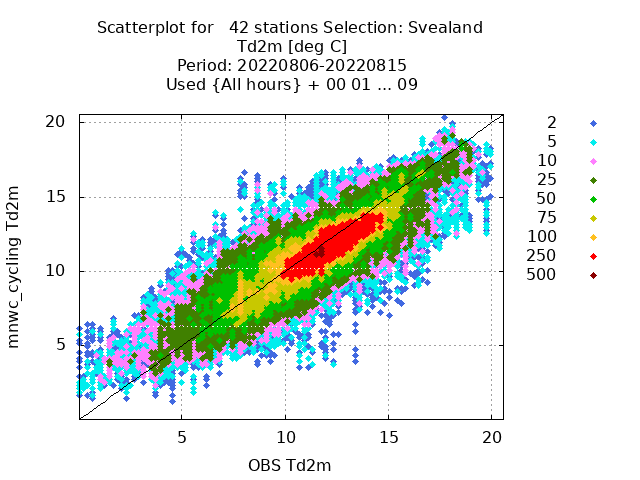 Scatterplot for   42 stations Selection: Svealand
Td2m [deg C]
Period: 20220806-20220815
Used {All hours} + 00 01 ... 09
20
15
10
5
mnwc_cycling Td2m
5
10
15
20
OBS Td2m
2
5
10
25
50
75
100
250
500